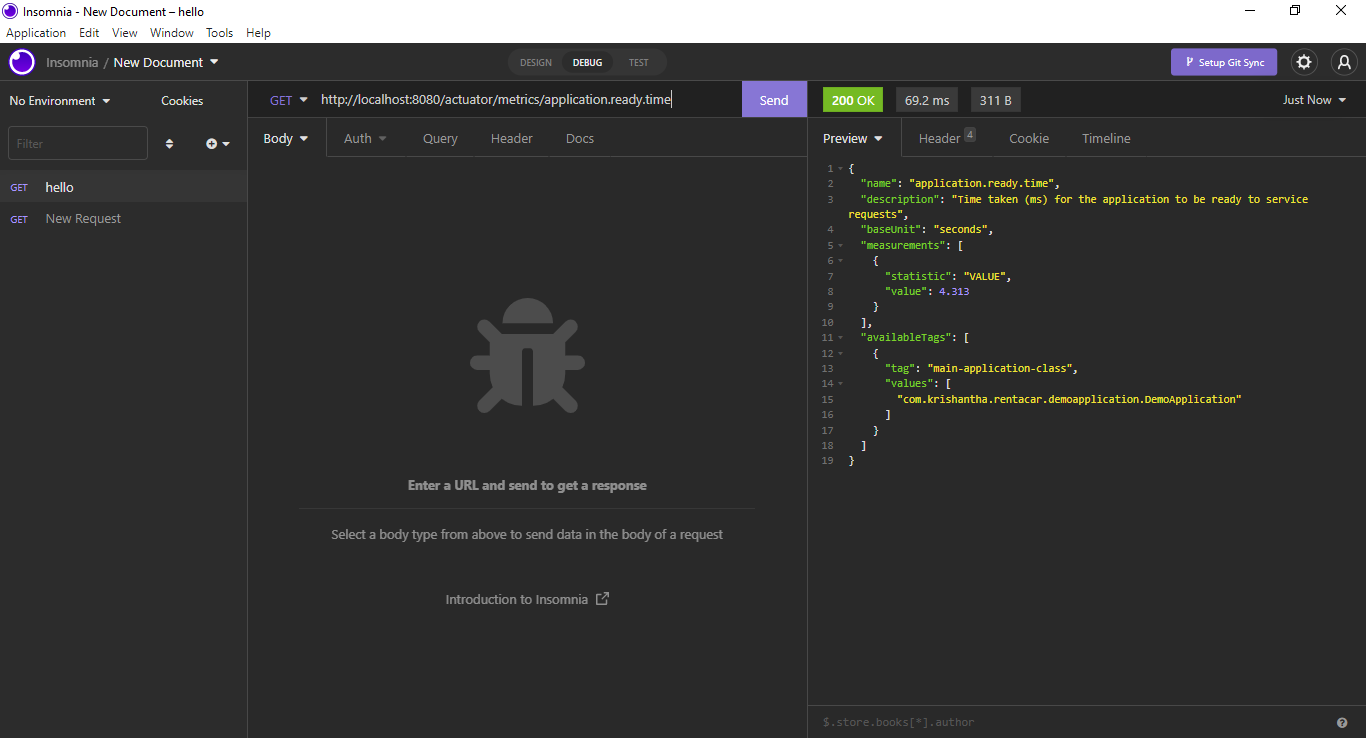 Insomnia - New Document – hello
Application Edit View Window Tools Help
Insomnia / New Document
DESIGN DEBUG TEST
Setup Git Sync
No Environment Cookies
GET http://localhost:8080/actuator/metrics/application.ready.time Send
200 OK 69.2 ms 311 B Just Now
Filter
Body Auth Query Header Docs
Preview Header 4 Cookie Timeline
GET hello
GET New Request
Enter a URL and send to get a response
Select a body type from above to send data in the body of a request
Introduction to Insomnia
1 {
2 "name": "application.ready.time",
3 "description": "Time taken (ms) for the application to be ready to service
requests",
4 "baseUnit": "seconds",
5 "measurements": [
6 {
7 "statistic": "VALUE",
8 "value": 4.313
9 }
10 ],
11 "availableTags": [
12 {
13 "tag": "main-application-class",
14 "values": [
15 "com.krishantha.rentacar.demoapplication.DemoApplication"
16 ]
17 }
18 ]
19 }
$.store.books[*].author